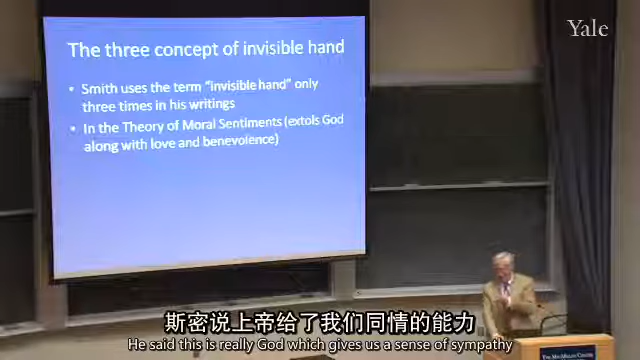 Yale
The three concept of invisible hand
• Smith uses the term "invisible hand" only
three times in his writings
• In the Theory of Moral Sentiments (extols God
along with love and benevolence)
斯密说上帝给了我们同情的能力
He said this is really God which gives us a sense of sympathy
THE MACMILLAN CENTER